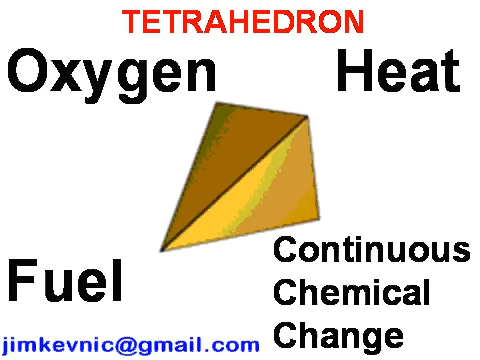 TETRAHEDRON
Oxygen Heat
Fuel
Continuous
Chemical
Change
jimkevnic@gmail.com